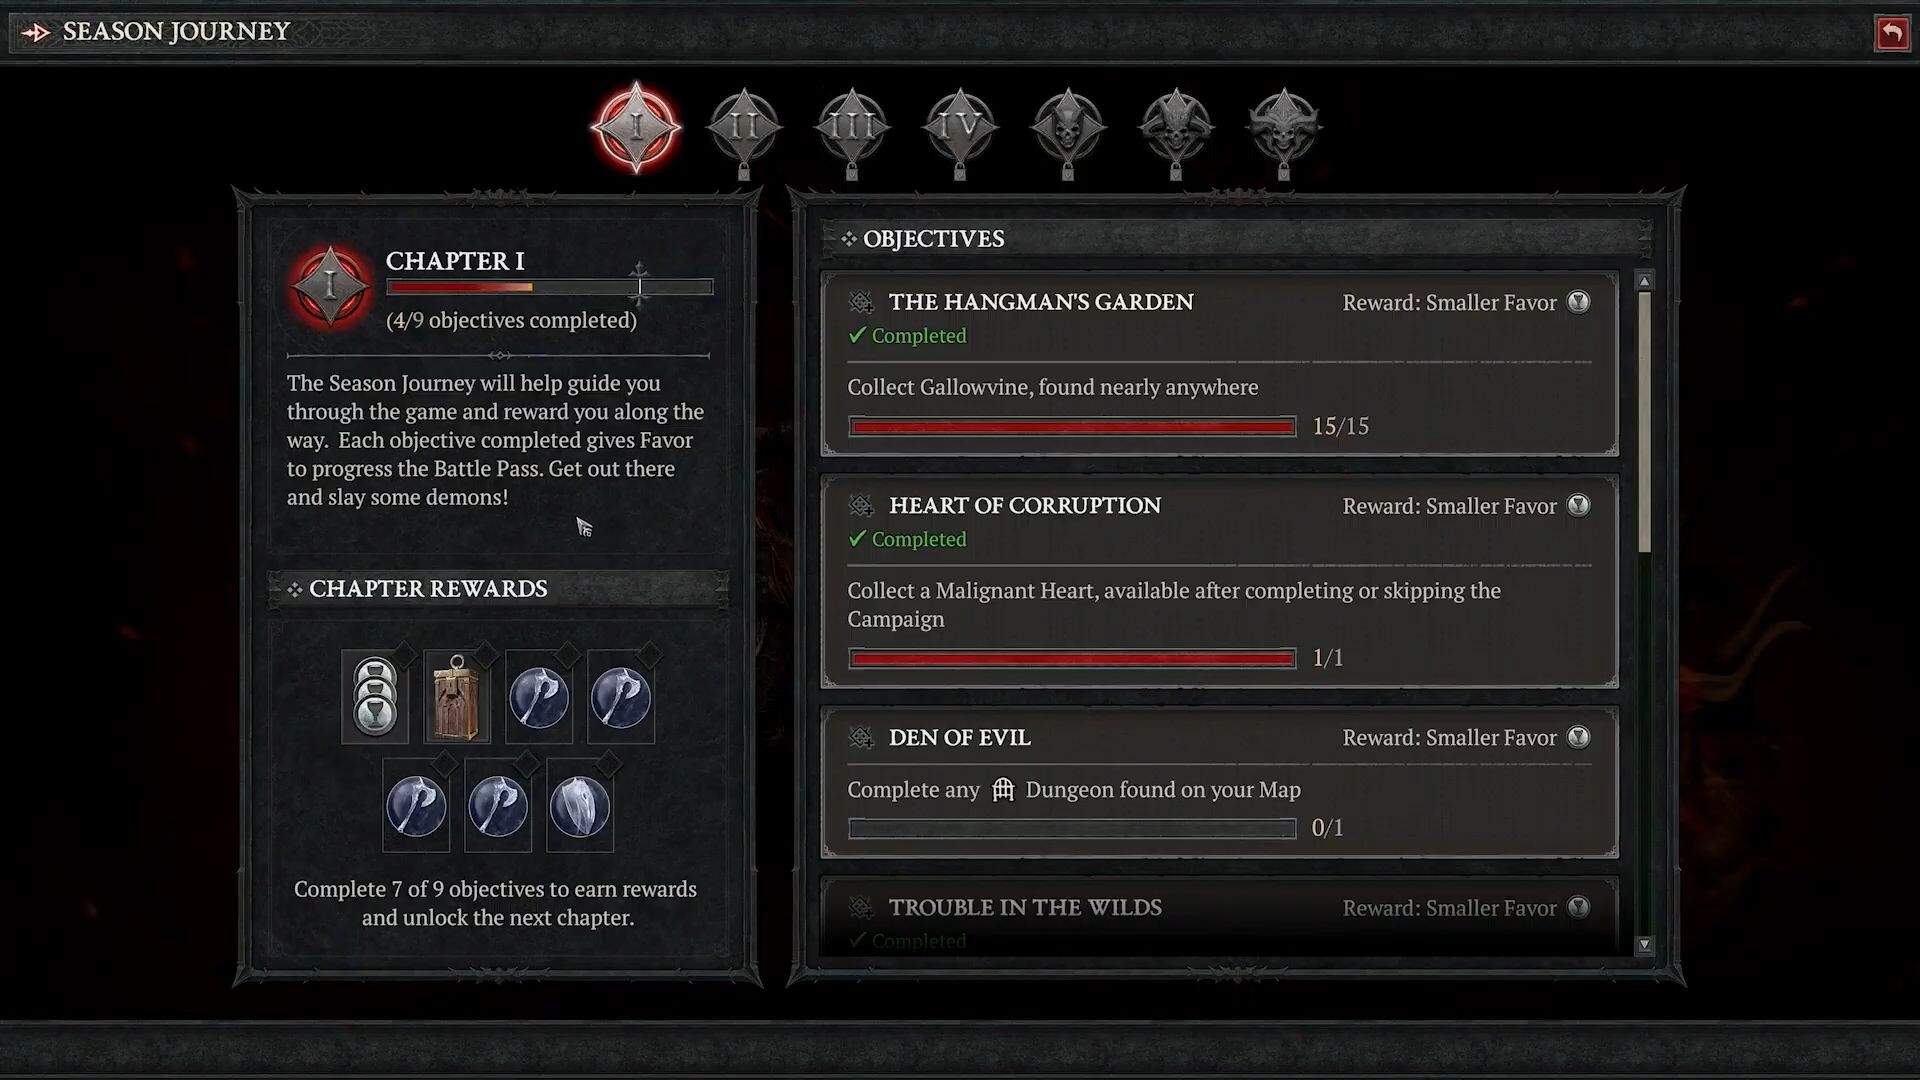 SEASON JOURNEY
I II III IV
CHAPTER I
I
(4/9 objectives completed)
The Season Journey will help guide you
through the game and reward you along the
way. Each objective completed gives Favor
to progress the Battle Pass. Get out there
and slay some demons!
CHAPTER REWARDS
Complete 7 of 9 objectives to earn rewards
and unlock the next chapter.
OBJECTIVES
THE HANGMAN'S GARDEN Reward: Smaller Favor
Completed
Collect Gallowvine, found nearly anywhere
15/15
HEART OF CORRUPTION Reward: Smaller Favor
Completed
Collect a Malignant Heart, available after completing or skipping the
Campaign
1/1
DEN OF EVIL Reward: Smaller Favor
Complete any Dungeon found on your Map
0/1
TROUBLE IN THE WILDS Reward: Smaller Favor
Completed